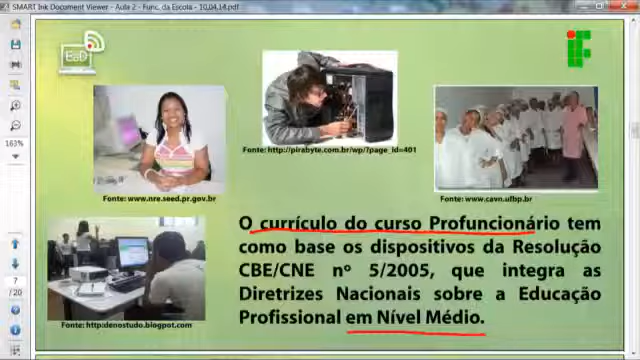 SMART Ink Document Viewer - Aula 2 - Func. da Escola - 10,04,14.pdf
EaD
Fonte: http://pirabyte.com.br/wp/?page_id=401
Fonte: www.nre.seed.pr.gov.br
Fonte: www.cavn.ufbp.br
163%
O currículo do curso Profuncionário tem
como base os dispositivos da Resolução
CBE/CNE nº 5/2005, que integra as
Diretrizes Nacionais sobre a Educação
Profissional em Nível Médio.
7
/ 20
Fonte: http:denostudo.blogpost.com